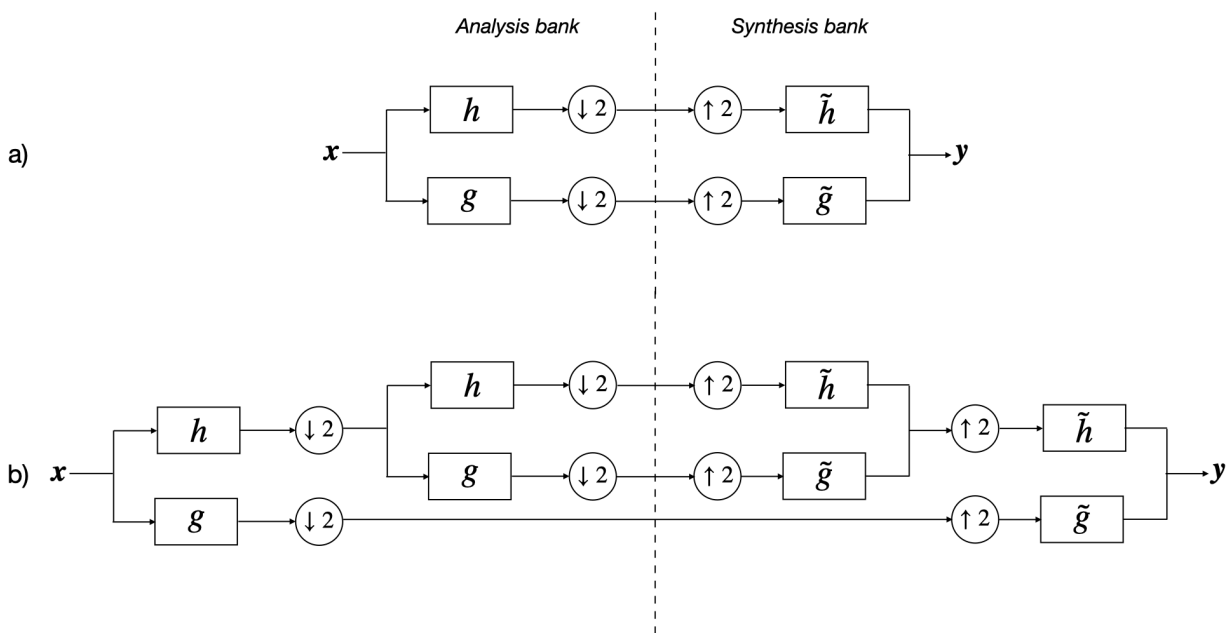 Analysis bank Synthesis bank
h ↓ 2 ↑ 2 h̃
a) x y
g ↓ 2 ↑ 2 g̃
h ↓ 2 ↑ 2 h̃
h ↓ 2 ↑ 2 h̃
b) x g ↓ 2 ↑ 2 g̃ y
g ↓ 2 ↑ 2 g̃